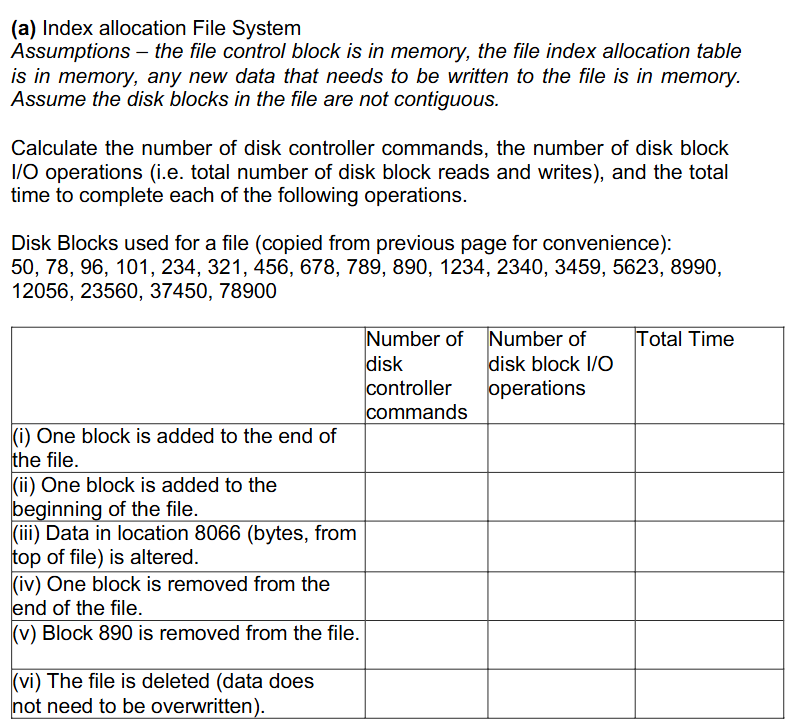 (a) Index allocation File System
Assumptions – the file control block is in memory, the file index allocation table
is in memory, any new data that needs to be written to the file is in memory.
Assume the disk blocks in the file are not contiguous.
Calculate the number of disk controller commands, the number of disk block
I/O operations (i.e. total number of disk block reads and writes), and the total
time to complete each of the following operations.
Disk Blocks used for a file (copied from previous page for convenience):
50, 78, 96, 101, 234, 321, 456, 678, 789, 890, 1234, 2340, 3459, 5623, 8990,
12056, 23560, 37450, 78900
Number of
disk
controller
commands
Number of
disk block I/O
operations
Total Time
(i) One block is added to the end of
the file.
(ii) One block is added to the
beginning of the file.
(iii) Data in location 8066 (bytes, from
top of file) is altered.
(iv) One block is removed from the
end of the file.
(v) Block 890 is removed from the file.
(vi) The file is deleted (data does
not need to be overwritten).